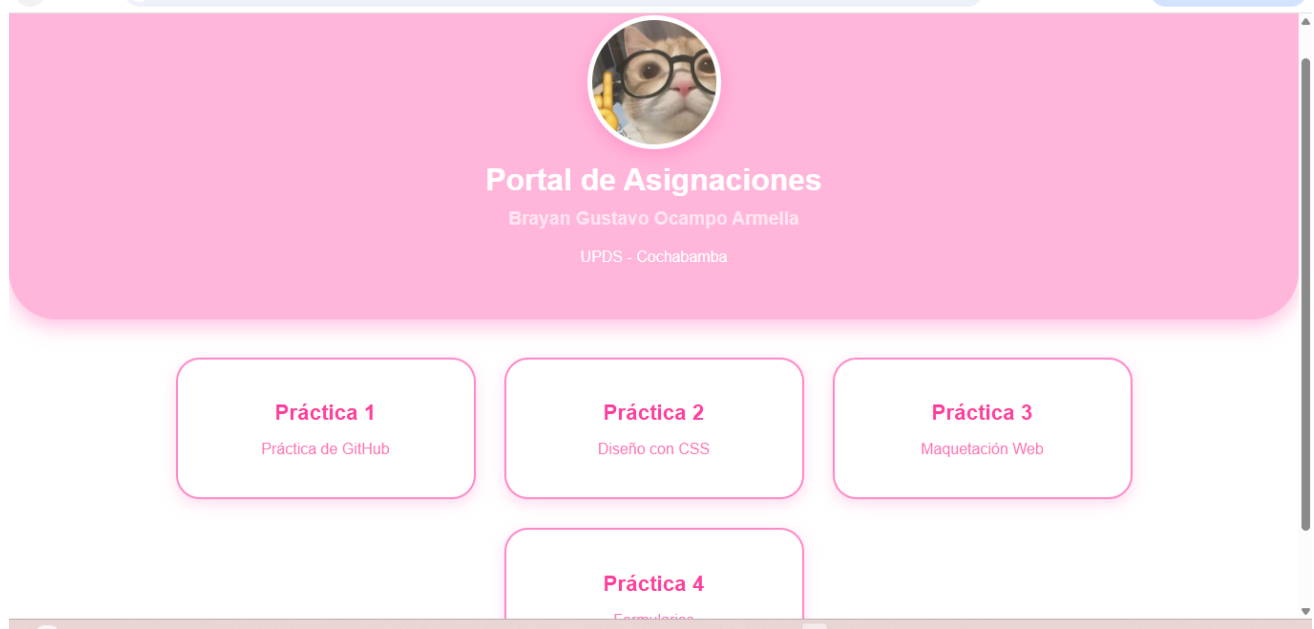 Portal de Asignaciones
Brayan Gustavo Ocampo Armella
UPDS - Cochabamba
Práctica 1
Práctica de GitHub
Práctica 2
Diseño con CSS
Práctica 3
Maquetación Web
Práctica 4
Formularios